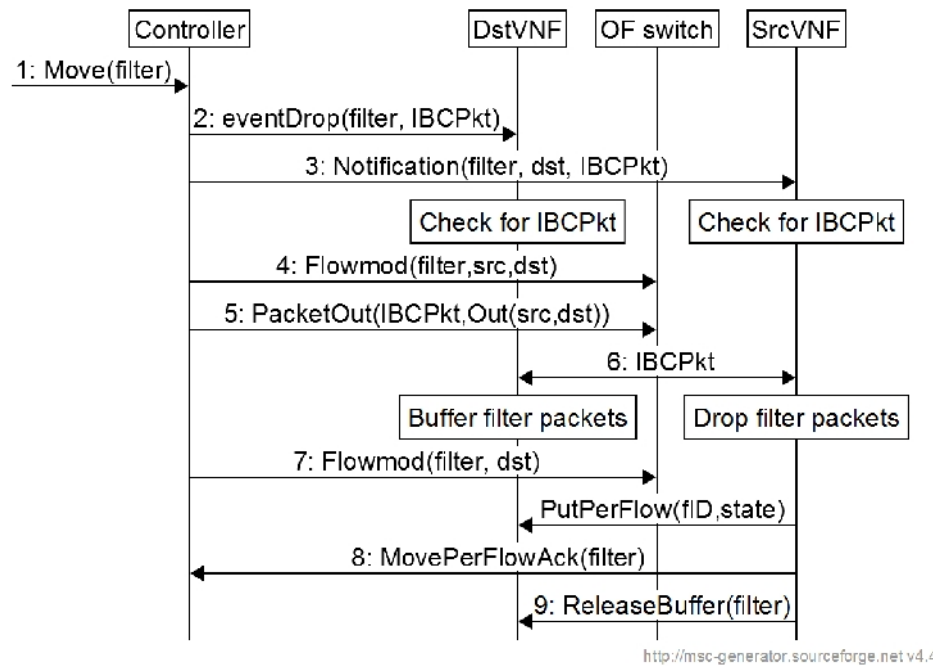 Controller DstVNF OF switch SrcVNF
1: Move(filter)
2: eventDrop(filter, IBCPkt)
3: Notification(filter, dst, IBCPkt)
Check for IBCPkt Check for IBCPkt
4: Flowmod(filter,src,dst)
5: PacketOut(IBCPkt,Out(src,dst))
6: IBCPkt
Buffer filter packets Drop filter packets
7: Flowmod(filter, dst)
PutPerFlow(fID,state)
8: MovePerFlowAck(filter)
9: ReleaseBuffer(filter)
http://msc-generator.sourceforge.net v4.4